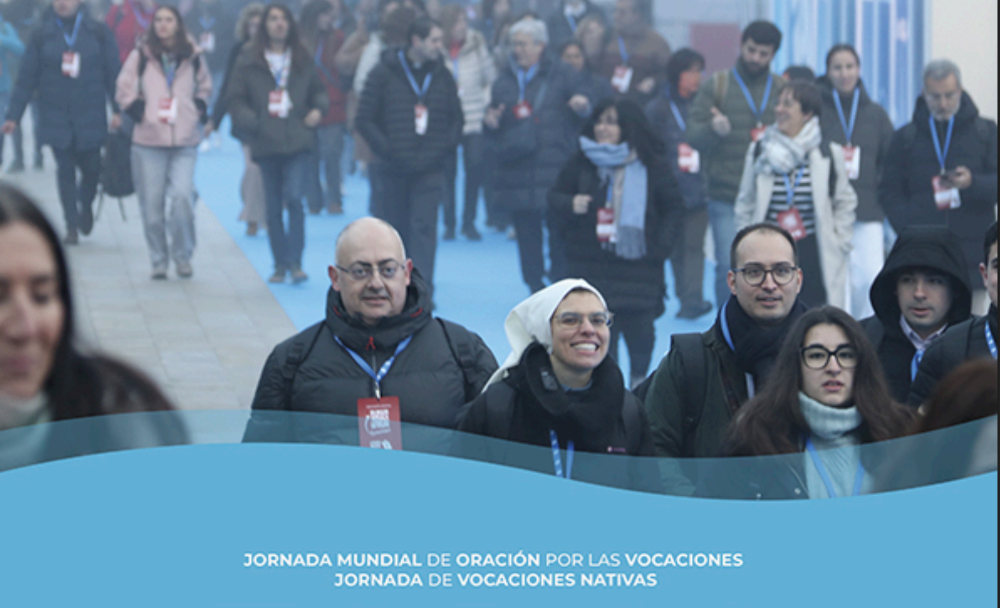 JORNADA MUNDIAL DE ORACIÓN POR LAS VOCACIONES
JORNADA DE VOCACIONES NATIVAS